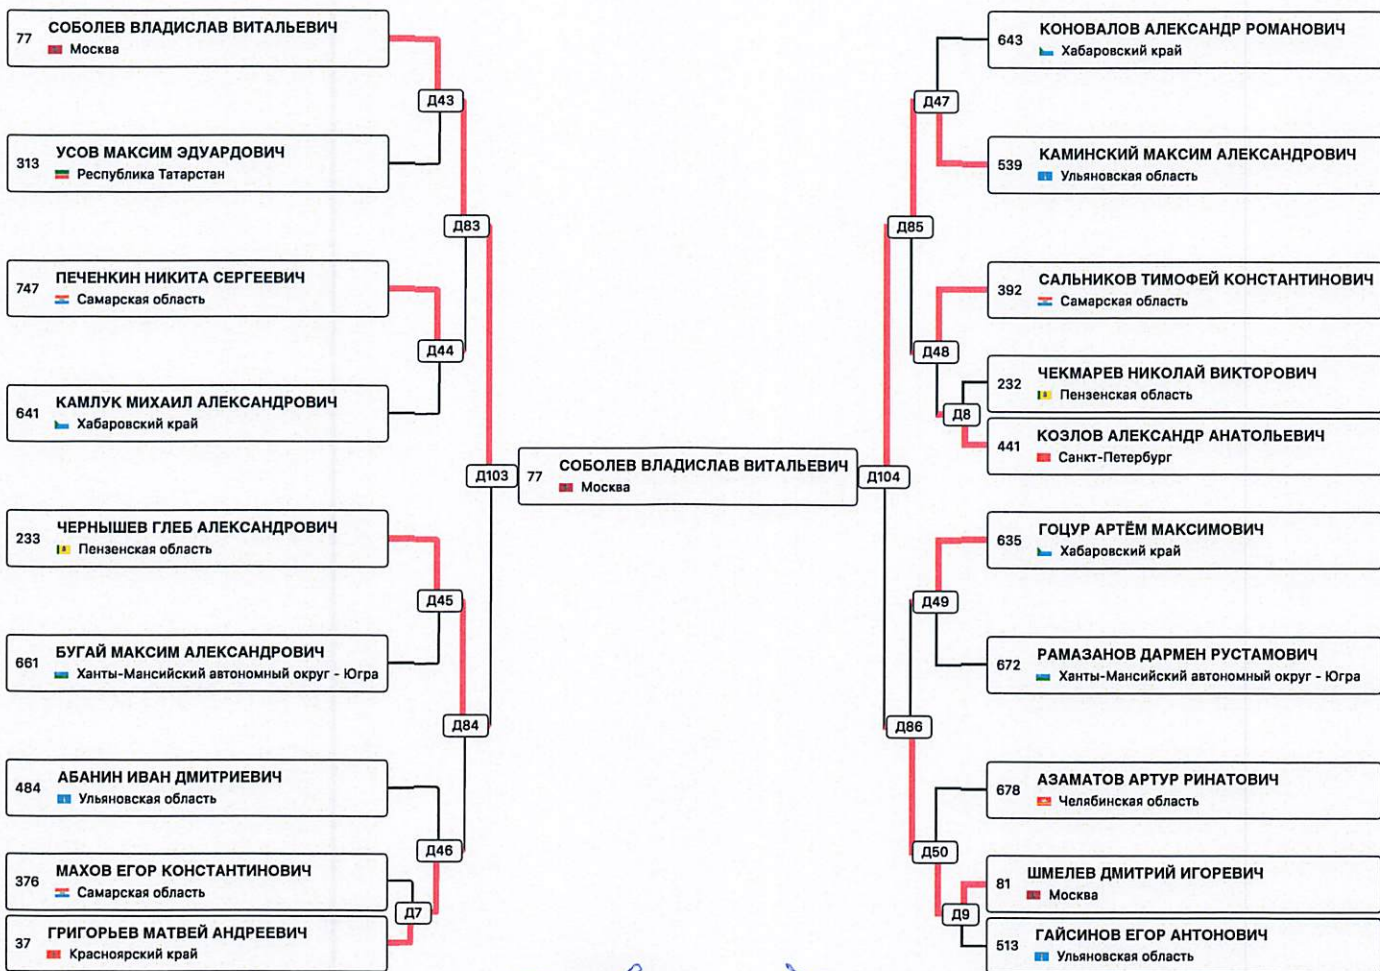 77 СОБОЛЕВ ВЛАДИСЛАВ ВИТАЛЬЕВИЧ
Москва
Д43
313 УСОВ МАКСИМ ЭДУАРДОВИЧ
Республика Татарстан
Д83
747 ПЕЧЕНКИН НИКИТА СЕРГЕЕВИЧ
Самарская область
Д44
641 КАМЛУК МИХАИЛ АЛЕКСАНДРОВИЧ
Хабаровский край
Д103
233 ЧЕРНЫШЕВ ГЛЕБ АЛЕКСАНДРОВИЧ
Пензенская область
Д45
661 БУГАЙ МАКСИМ АЛЕКСАНДРОВИЧ
Ханты-Мансийский автономный округ - Югра
Д84
484 АБАНИН ИВАН ДМИТРИЕВИЧ
Ульяновская область
Д46
376 МАХОВ ЕГОР КОНСТАНТИНОВИЧ
Самарская область
Д7
37 ГРИГОРЬЕВ МАТВЕЙ АНДРЕЕВИЧ
Красноярский край
77 СОБОЛЕВ ВЛАДИСЛАВ ВИТАЛЬЕВИЧ
Москва
643 КОНОВАЛОВ АЛЕКСАНДР РОМАНОВИЧ
Хабаровский край
Д47
539 КАМИНСКИЙ МАКСИМ АЛЕКСАНДРОВИЧ
Ульяновская область
Д85
392 САЛЬНИКОВ ТИМОФЕЙ КОНСТАНТИНОВИЧ
Самарская область
Д48
232 ЧЕКМАРЕВ НИКОЛАЙ ВИКТОРОВИЧ
Пензенская область
Д8
441 КОЗЛОВ АЛЕКСАНДР АНАТОЛЬЕВИЧ
Санкт-Петербург
Д104
635 ГОЦУР АРТЁМ МАКСИМОВИЧ
Хабаровский край
Д49
672 РАМАЗАНОВ ДАРМЕН РУСТАМОВИЧ
Ханты-Мансийский автономный округ - Югра
Д86
678 АЗАМАТОВ АРТУР РИНАТОВИЧ
Челябинская область
Д50
81 ШМЕЛЕВ ДМИТРИЙ ИГОРЕВИЧ
Москва
Д9
513 ГАЙСИНОВ ЕГОР АНТОНОВИЧ
Ульяновская область